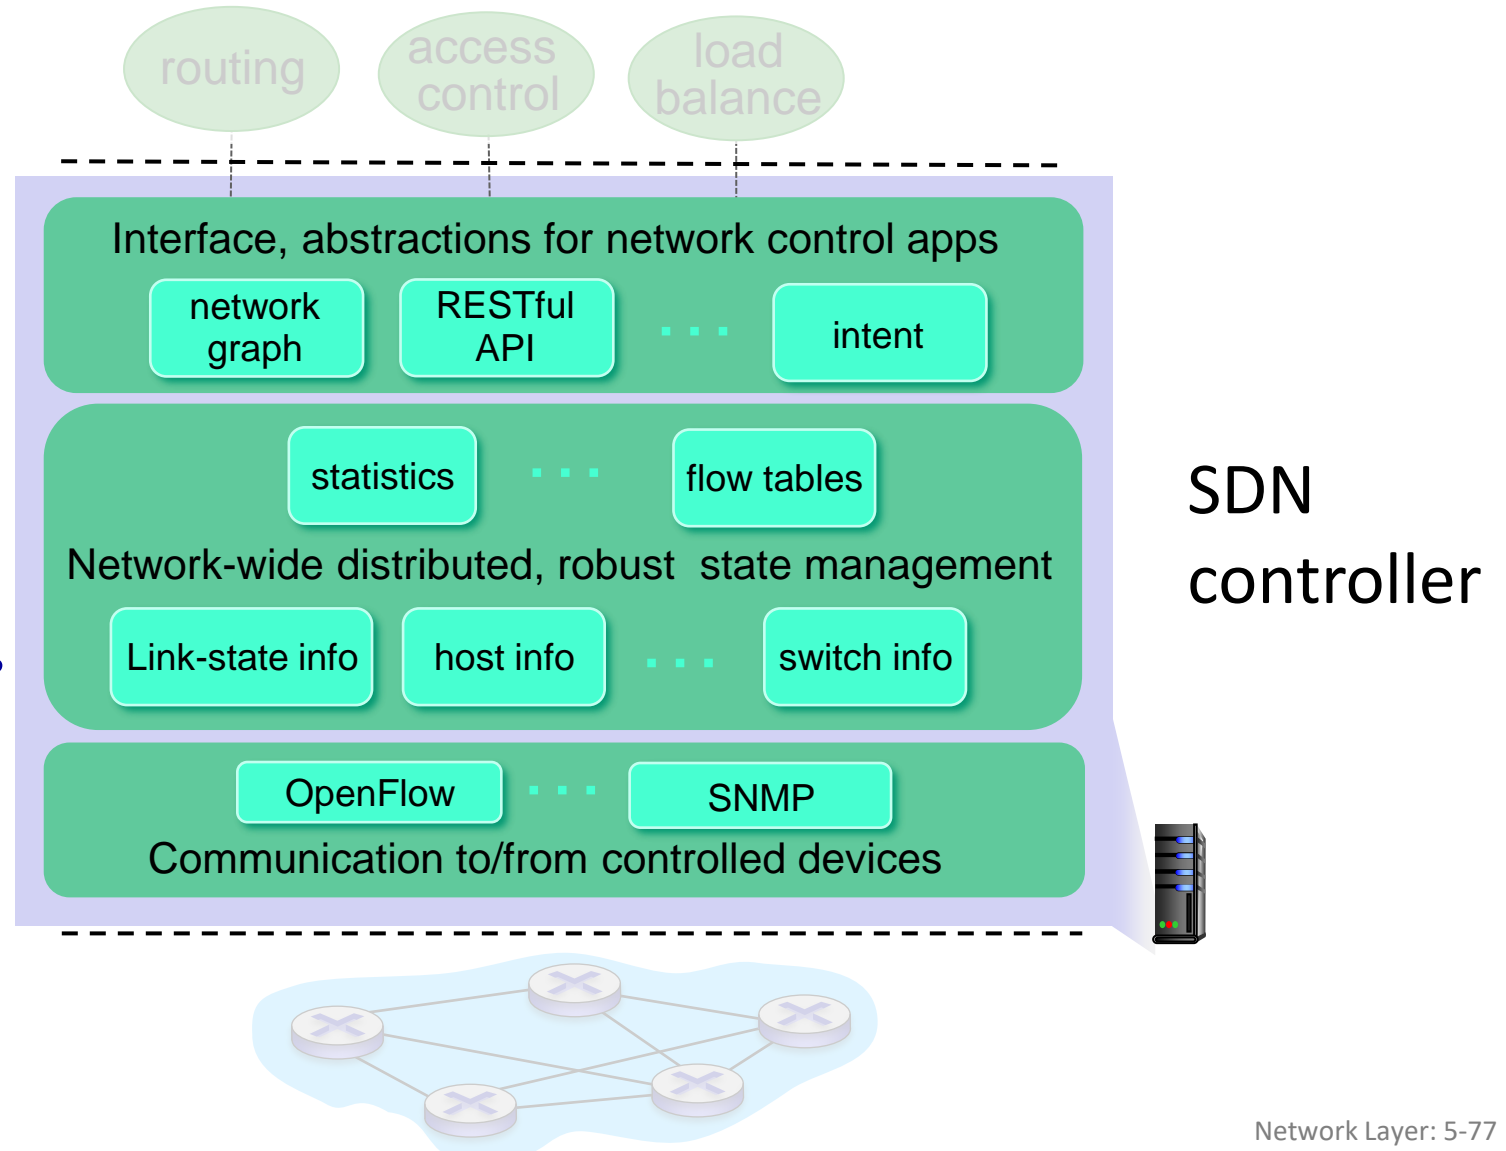 routing
access
control
load
balance
Interface, abstractions for network control apps
network
graph
RESTful
API
intent
statistics
flow tables
Network-wide distributed, robust  state management
Link-state info
host info
switch info
OpenFlow
SNMP
Communication to/from controlled devices
SDN
controller
Network Layer: 5-77